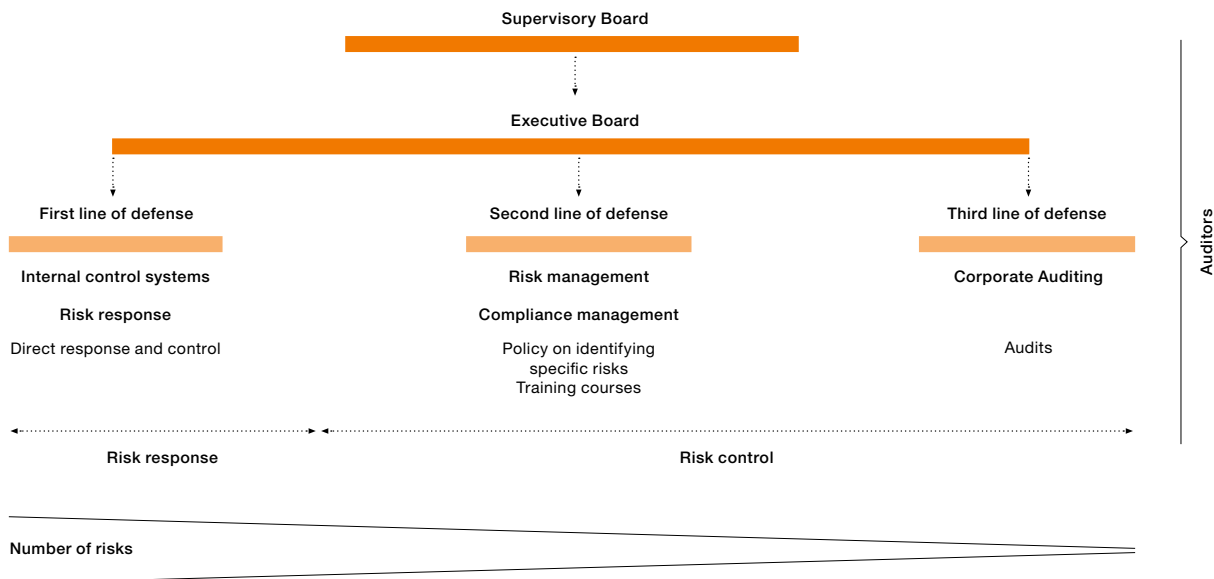 Supervisory Board
Executive Board
First line of defense
Second line of defense
Third line of defense
Internal control systems
Risk management
Corporate Auditing
Risk response
Compliance management
Direct response and control
Policy on identifying
specific risks
Training courses
Audits
Auditors
Risk response
Risk control
Number of risks